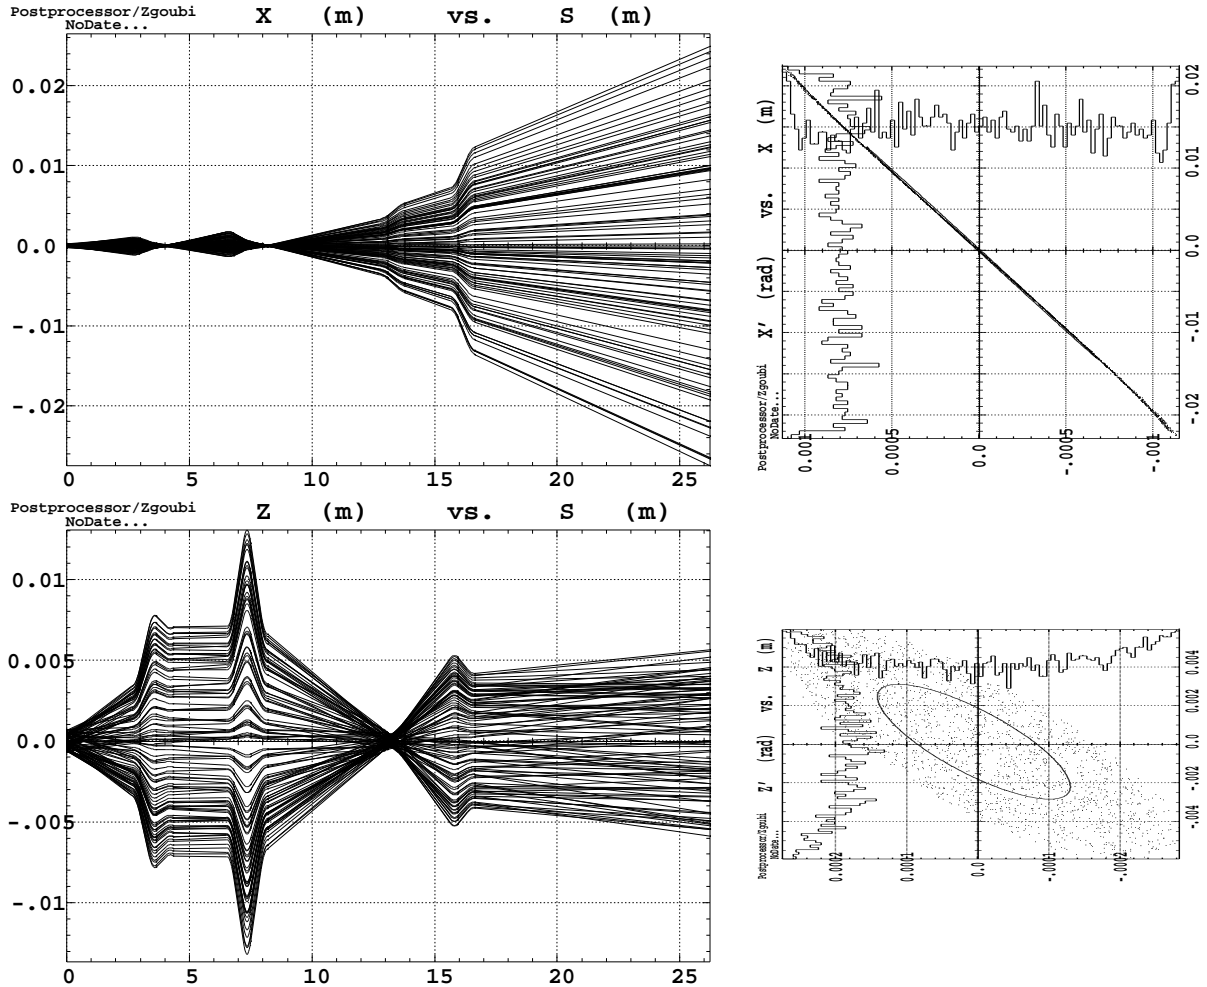 Postprocessor/Zgoubi
NoDate...
X (m) vs. S (m)
0.02
0.01
0.0
-.01
-.02
0 5 10 15 20 25
Postprocessor/Zgoubi
NoDate...
X' (rad) vs. X (m)
0.02
0.01
0.0
-.01
-.02
0.001 0.0005 0.0 -.0005 -.001
Postprocessor/Zgoubi
NoDate...
Z (m) vs. S (m)
0.01
0.005
0.0
-.005
-.01
0 5 10 15 20 25
Postprocessor/Zgoubi
NoDate...
Z' (rad) vs. Z (m)
0.004
0.002
0.0
-.002
-.004
0.0002 0.0001 0.0 -.0001 -.0002